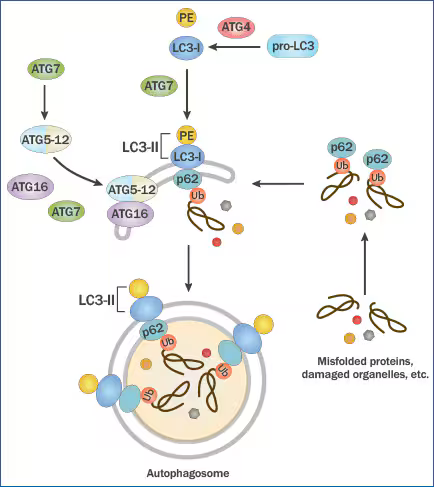 PE
ATG4
LC3-I
pro-LC3
ATG7
ATG7
ATG5-12
LC3-II
PE
LC3-I
p62
Ub
ATG16
ATG7
ATG5-12
ATG16
p62
Ub
p62
Ub
LC3-II
p62
Ub
Ub
Ub
Misfolded proteins,
damaged organelles, etc.
Autophagosome